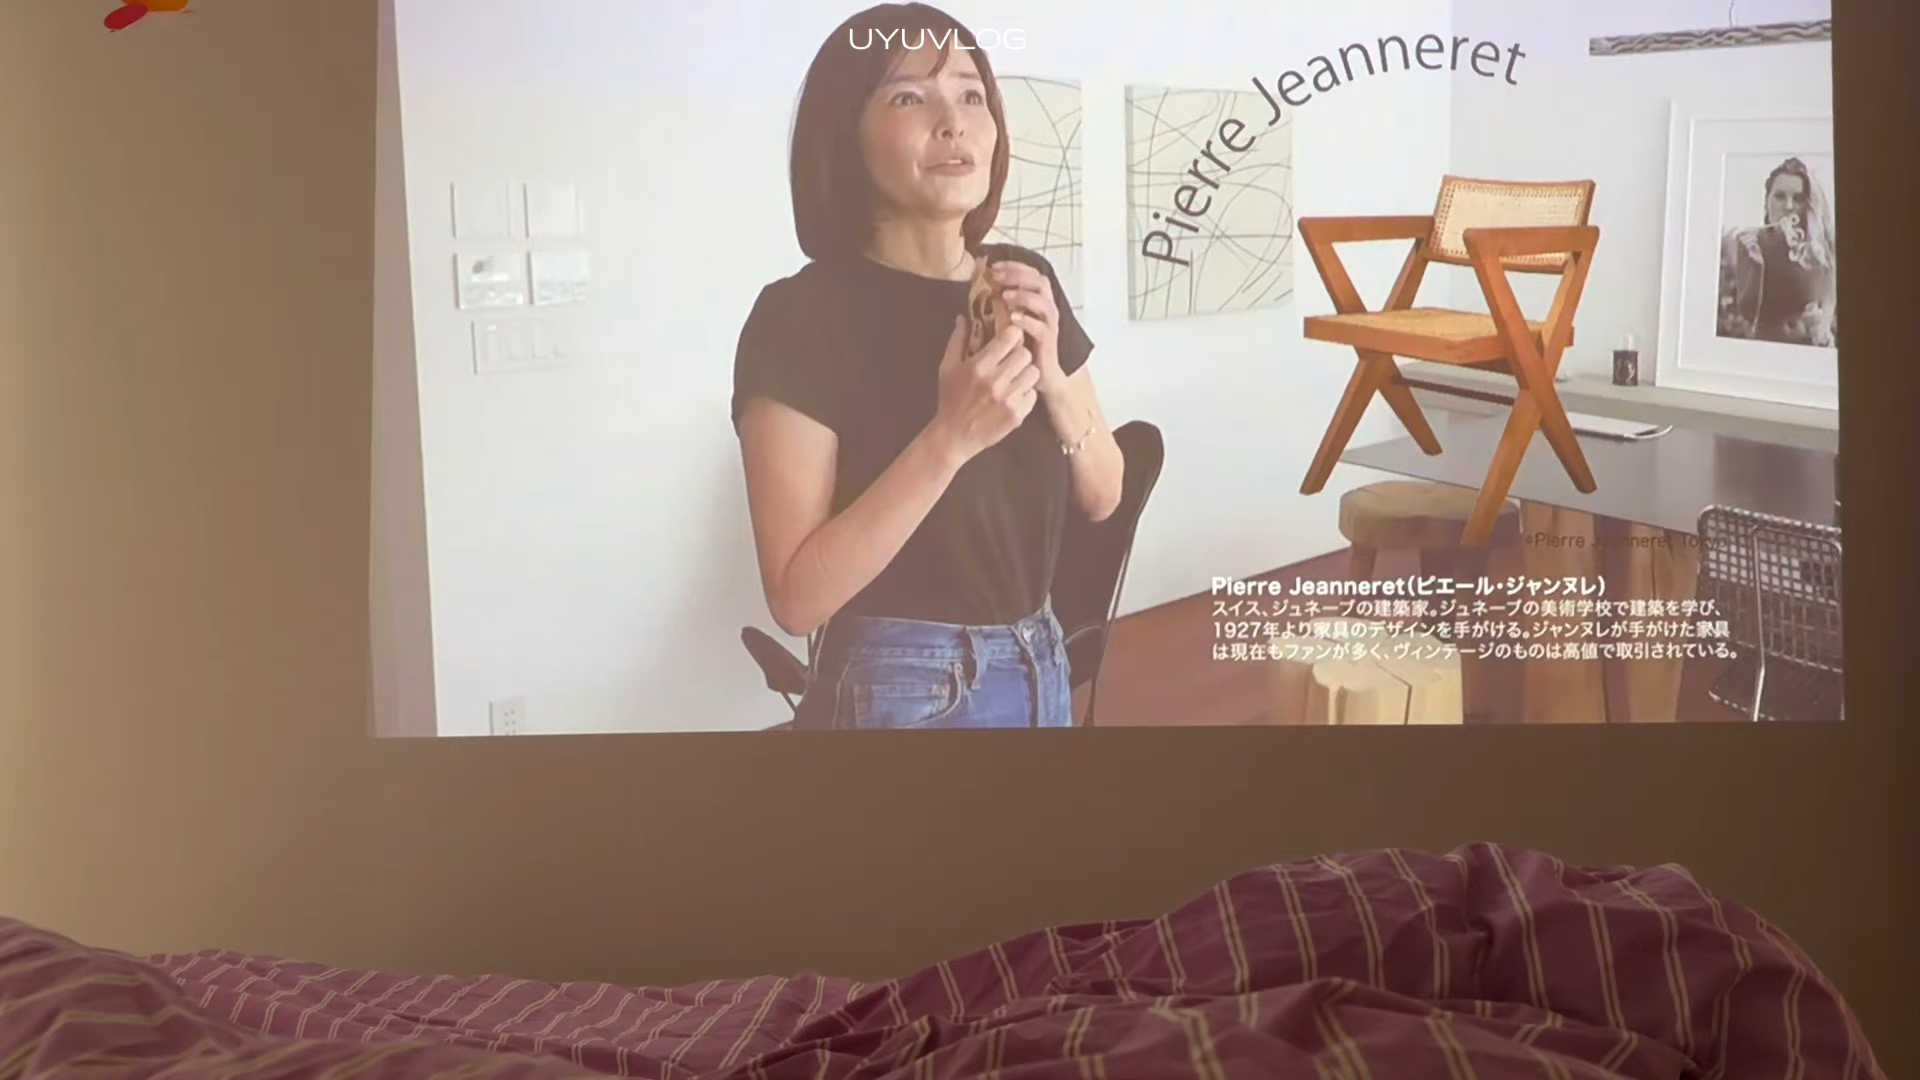 UYUVLOG
Pierre Jeanneret
©Pierre Jeanneret Tokyo
Pierre Jeanneret(ピエール・ジャンヌレ)
スイス、ジュネーブの建築家。ジュネーブの美術学校で建築を学び、
1927年より家具のデザインを手がける。ジャンヌレが手がけた家具
は現在もファンが多く、ヴィンテージのものは高値で取引されている。